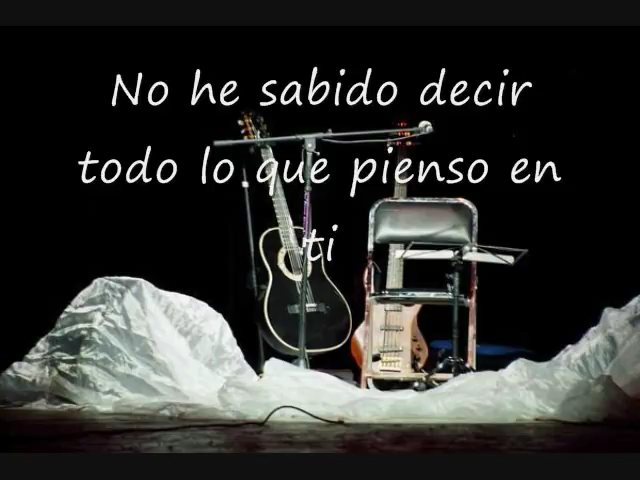 No he sabido decir
todo lo que pienso en
ti